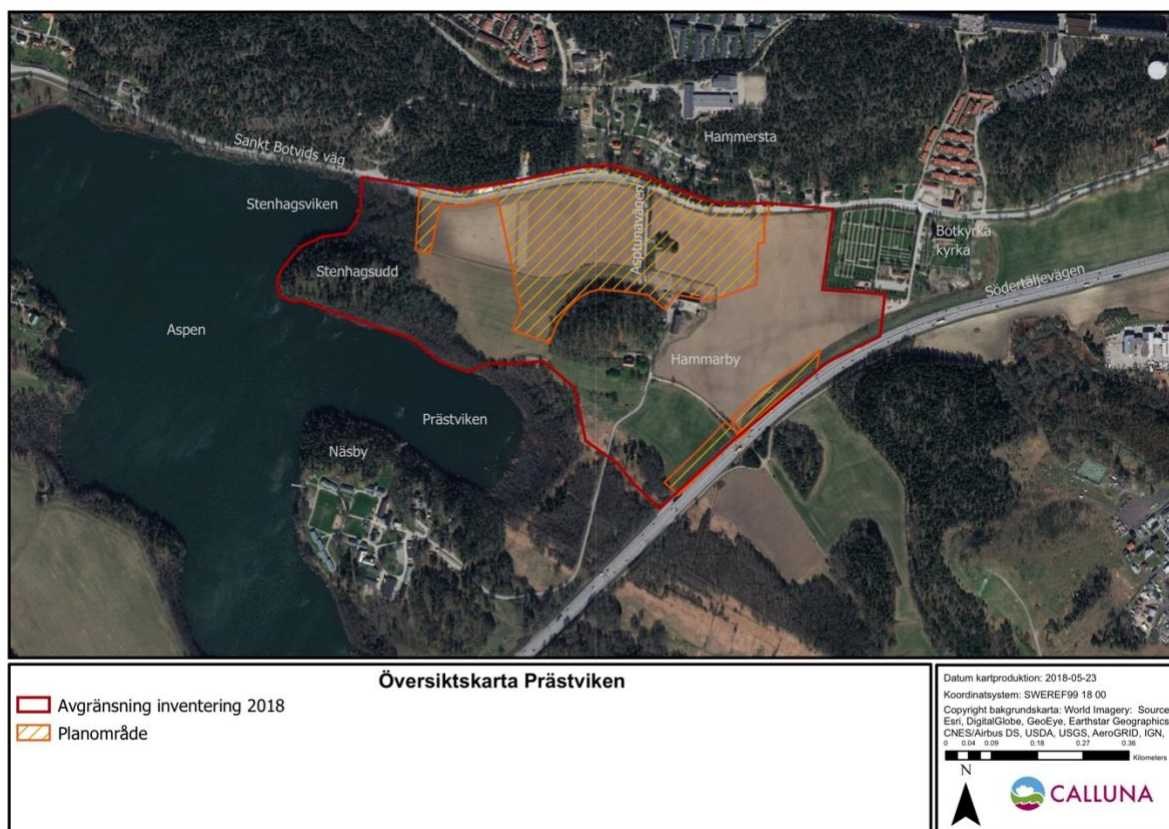 Hammersta
Sankt Botvids väg
Stenhagsviken
Asptunavägen
Botkyrka
kyrka
Stenhagsudd
Södertäljevägen
Aspen
Hammarby
Prästviken
Näsby
Översiktskarta Prästviken
Avgränsning inventering 2018
Planområde
Datum kartproduktion: 2018-05-23
Koordinatsystem: SWEREF99 18 00
Copyright bakgrundskarta: World Imagery: Source
Esri, DigitalGlobe, GeoEye, Earthstar Geographics
CNES/Airbus DS, USDA, USGS, AeroGRID, IGN,
0 0.04 0.09 0.18 0.27 0.36
Kilometers
N
CALLUNA